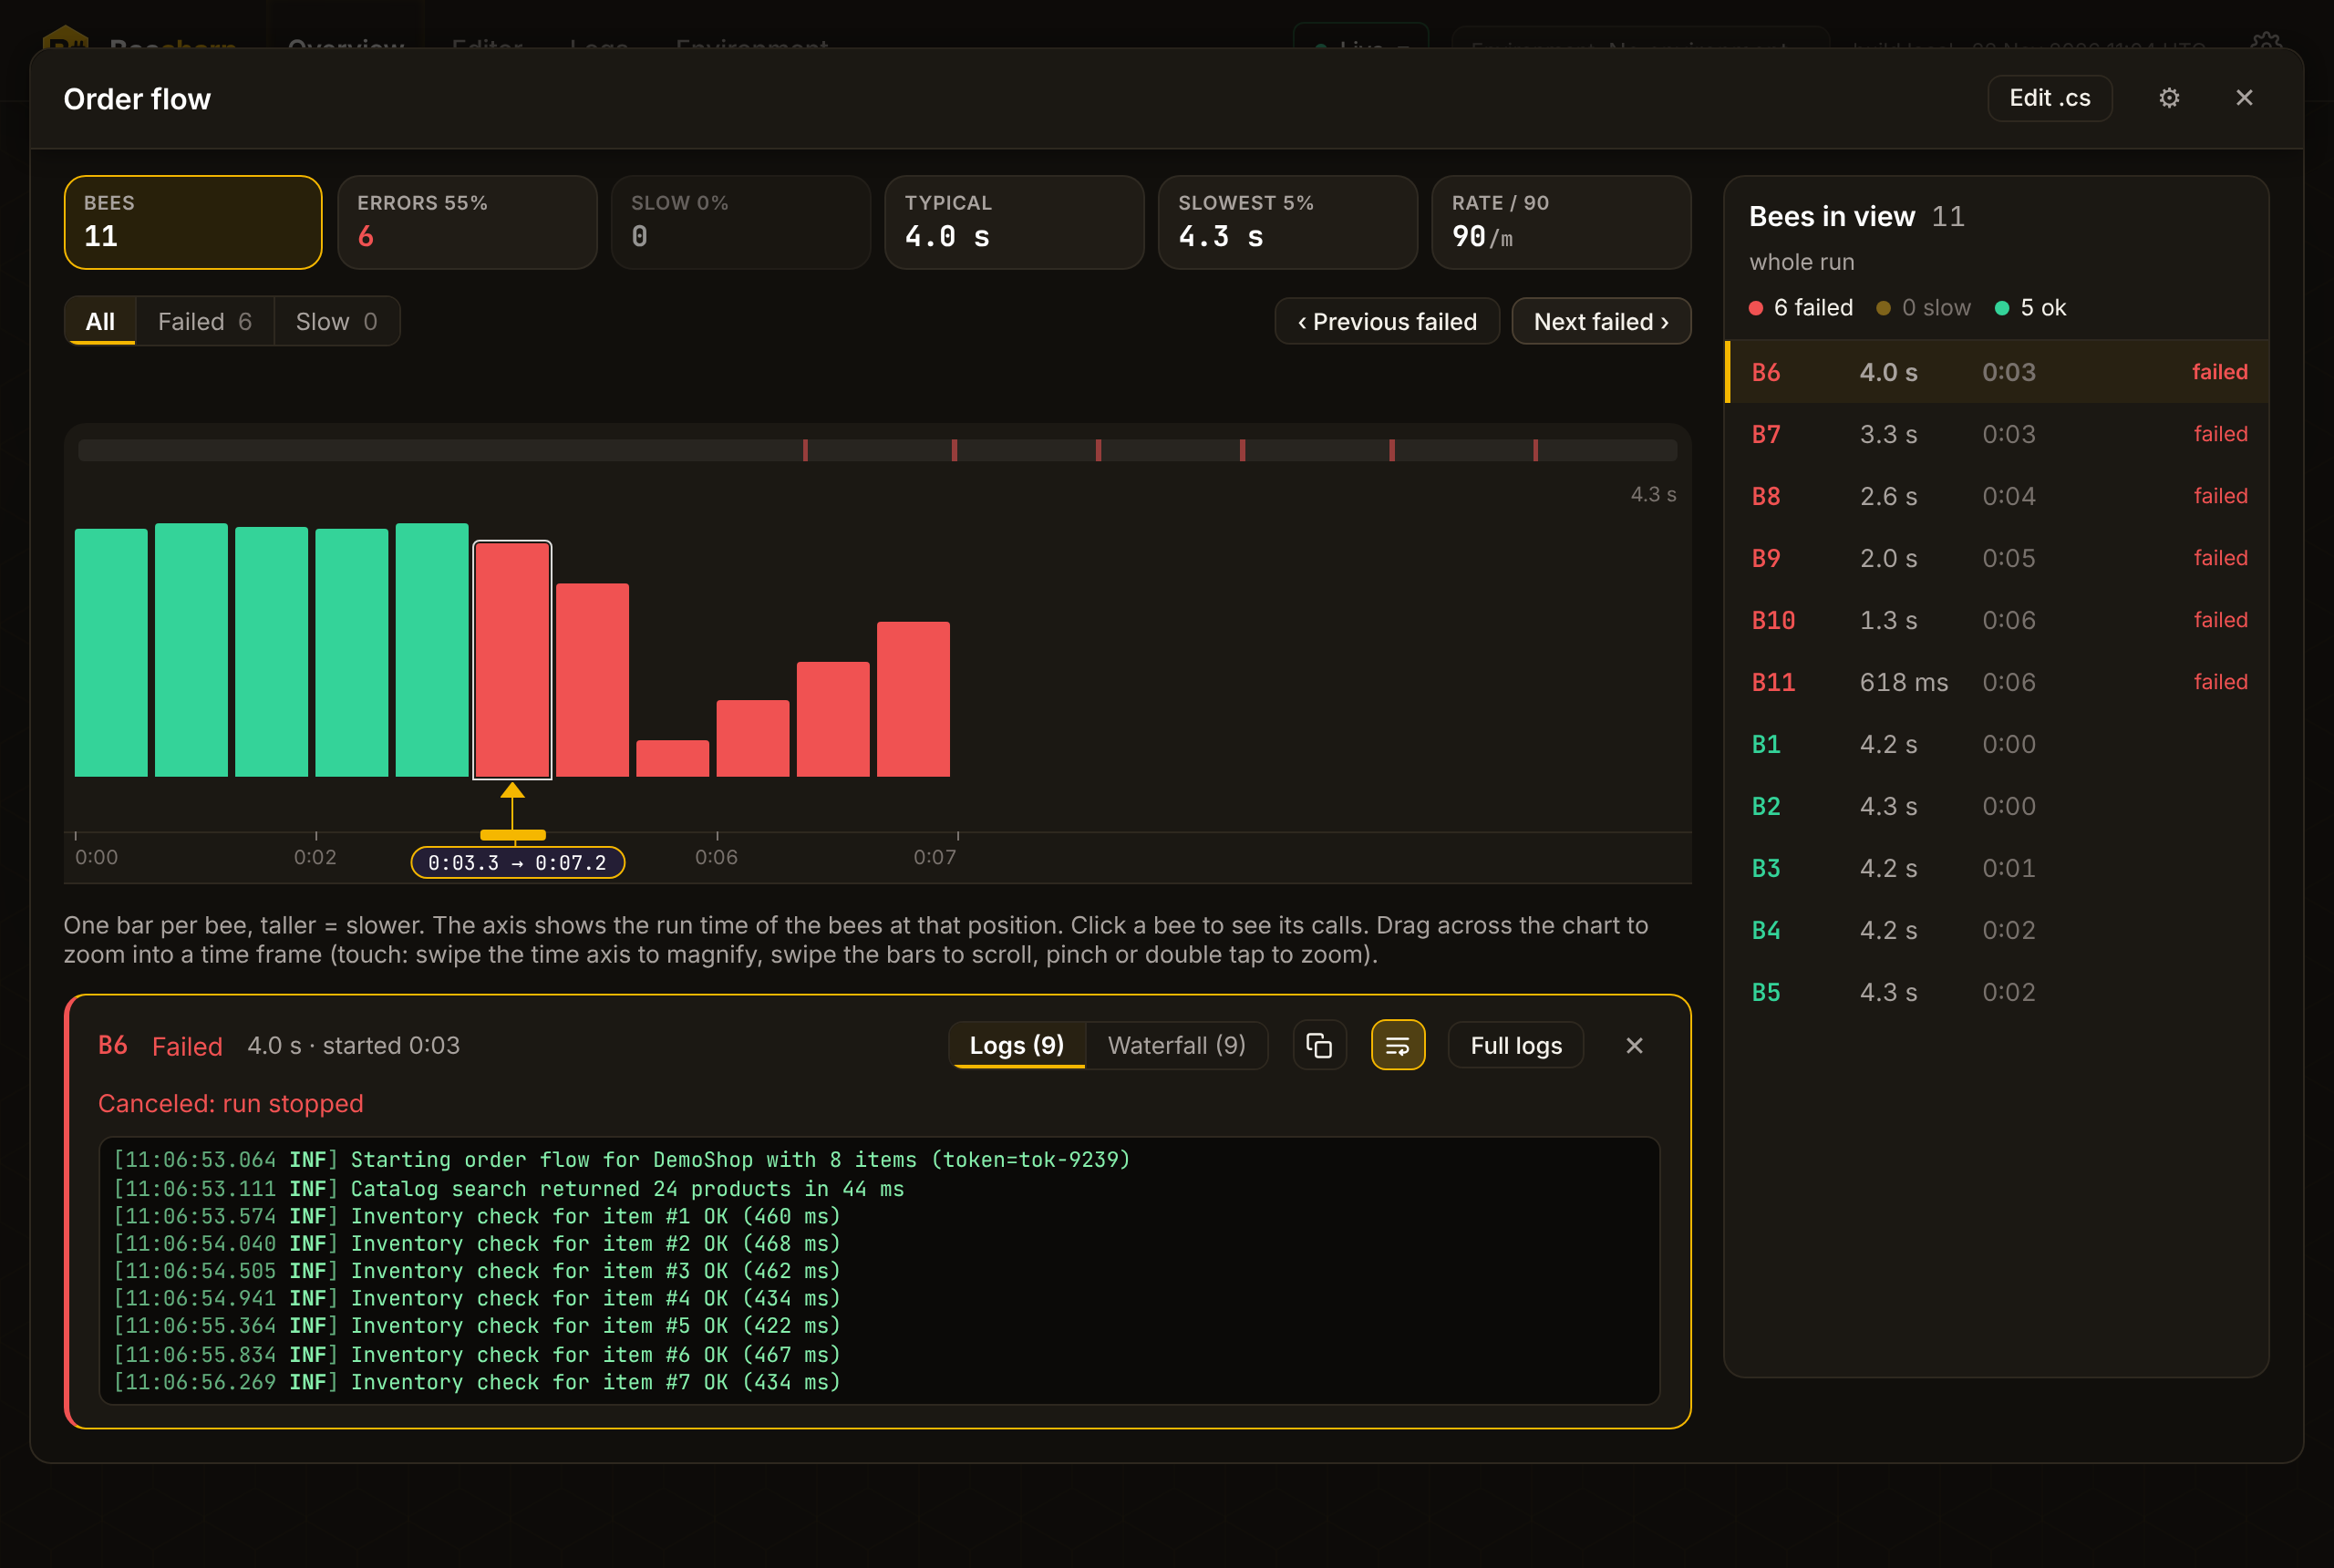 Order flow
Edit .cs
BEES
11
ERRORS 55%
6
SLOW 0%
0
TYPICAL
4.0 s
SLOWEST 5%
4.3 s
RATE / 90
90/m
All
Failed 6
Slow 0
‹ Previous failed
Next failed ›
4.3 s
0:00
0:02
0:03.3 → 0:07.2
0:06
0:07
One bar per bee, taller = slower. The axis shows the run time of the bees at that position. Click a bee to see its calls. Drag across the chart to
zoom into a time frame (touch: swipe the time axis to magnify, swipe the bars to scroll, pinch or double tap to zoom).
B6 Failed 4.0 s · started 0:03
Logs (9)
Waterfall (9)
Full logs
Canceled: run stopped
[11:06:53.064 INF] Starting order flow for DemoShop with 8 items (token=tok-9239)
[11:06:53.111 INF] Catalog search returned 24 products in 44 ms
[11:06:53.574 INF] Inventory check for item #1 OK (460 ms)
[11:06:54.040 INF] Inventory check for item #2 OK (468 ms)
[11:06:54.505 INF] Inventory check for item #3 OK (462 ms)
[11:06:54.941 INF] Inventory check for item #4 OK (434 ms)
[11:06:55.364 INF] Inventory check for item #5 OK (422 ms)
[11:06:55.834 INF] Inventory check for item #6 OK (467 ms)
[11:06:56.269 INF] Inventory check for item #7 OK (434 ms)
Bees in view 11
whole run
6 failed 0 slow 5 ok
B6 4.0 s 0:03 failed
B7 3.3 s 0:03 failed
B8 2.6 s 0:04 failed
B9 2.0 s 0:05 failed
B10 1.3 s 0:06 failed
B11 618 ms 0:06 failed
B1 4.2 s 0:00
B2 4.3 s 0:00
B3 4.2 s 0:01
B4 4.2 s 0:02
B5 4.3 s 0:02